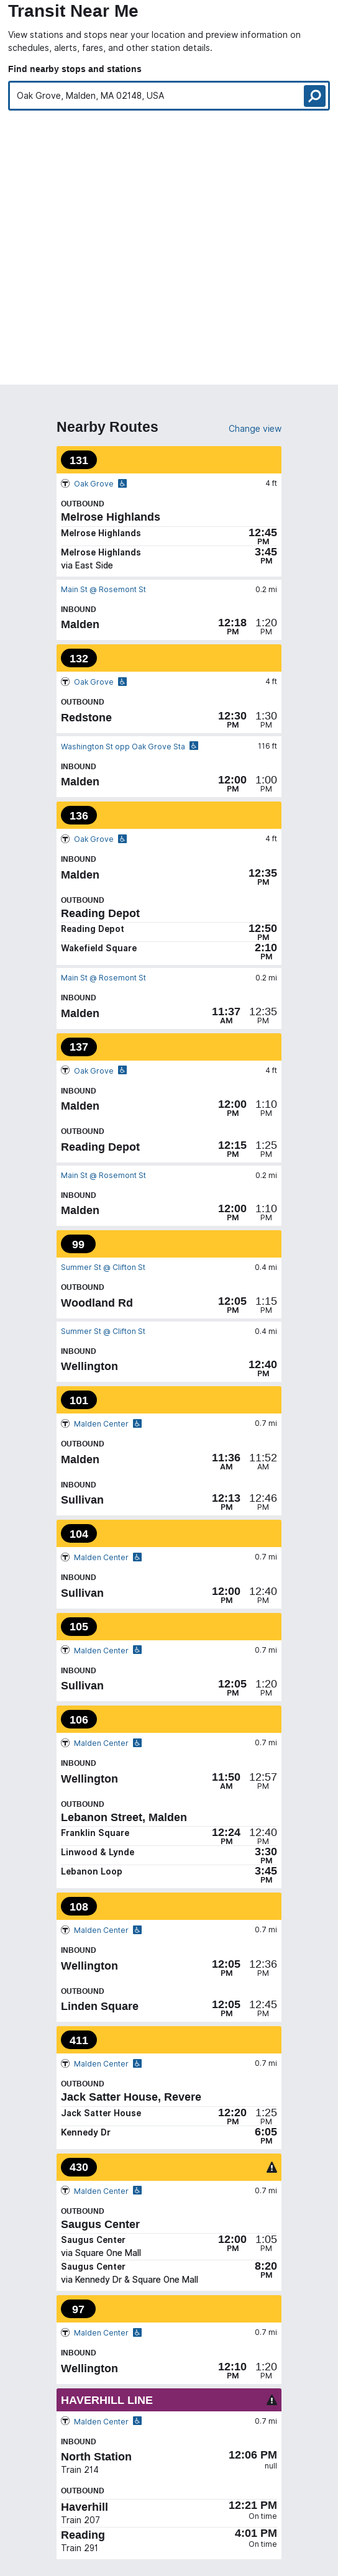 Transit Near Me
View stations and stops near your location and preview information on
schedules, alerts, fares, and other station details.
Find nearby stops and stations
Oak Grove, Malden, MA 02148, USA
Nearby Routes Change view
131
Oak Grove 4 ft
OUTBOUND
Melrose Highlands
Melrose Highlands 12:45 PM
Melrose Highlands 3:45 PM
via East Side
Main St @ Rosemont St 0.2 mi
INBOUND
Malden 12:18 PM 1:20 PM
132
Oak Grove 4 ft
OUTBOUND
Redstone 12:30 PM 1:30 PM
Washington St opp Oak Grove Sta 116 ft
INBOUND
Malden 12:00 PM 1:00 PM
136
Oak Grove 4 ft
INBOUND
Malden 12:35 PM
OUTBOUND
Reading Depot
Reading Depot 12:50 PM
Wakefield Square 2:10 PM
Main St @ Rosemont St 0.2 mi
INBOUND
Malden 11:37 AM 12:35 PM
137
Oak Grove 4 ft
INBOUND
Malden 12:00 PM 1:10 PM
OUTBOUND
Reading Depot 12:15 PM 1:25 PM
Main St @ Rosemont St 0.2 mi
INBOUND
Malden 12:00 PM 1:10 PM
99
Summer St @ Clifton St 0.4 mi
OUTBOUND
Woodland Rd 12:05 PM 1:15 PM
Summer St @ Clifton St 0.4 mi
INBOUND
Wellington 12:40 PM
101
Malden Center 0.7 mi
OUTBOUND
Malden 11:36 AM 11:52 AM
INBOUND
Sullivan 12:13 PM 12:46 PM
104
Malden Center 0.7 mi
INBOUND
Sullivan 12:00 PM 12:40 PM
105
Malden Center 0.7 mi
INBOUND
Sullivan 12:05 PM 1:20 PM
106
Malden Center 0.7 mi
INBOUND
Wellington 11:50 AM 12:57 PM
OUTBOUND
Lebanon Street, Malden
Franklin Square 12:24 PM 12:40 PM
Linwood & Lynde 3:30 PM
Lebanon Loop 3:45 PM
108
Malden Center 0.7 mi
INBOUND
Wellington 12:05 PM 12:36 PM
OUTBOUND
Linden Square 12:05 PM 12:45 PM
411
Malden Center 0.7 mi
OUTBOUND
Jack Satter House, Revere
Jack Satter House 12:20 PM 1:25 PM
Kennedy Dr 6:05 PM
430
Malden Center 0.7 mi
OUTBOUND
Saugus Center
Saugus Center 12:00 PM 1:05 PM
via Square One Mall
Saugus Center 8:20 PM
via Kennedy Dr & Square One Mall
97
Malden Center 0.7 mi
INBOUND
Wellington 12:10 PM 1:20 PM
HAVERHILL LINE
Malden Center 0.7 mi
INBOUND
North Station 12:06 PM
Train 214 null
OUTBOUND
Haverhill 12:21 PM
Train 207 On time
Reading 4:01 PM
Train 291 On time